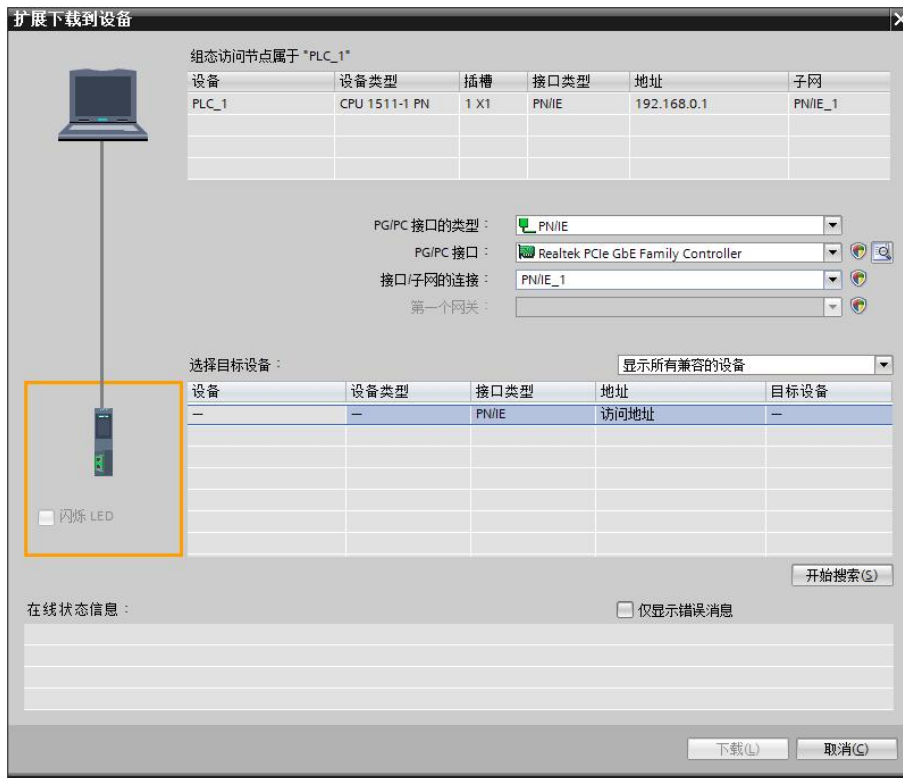 扩展下载到设备
组态访问节点属于 "PLC_1"
设备 设备类型 插槽 接口类型 地址 子网
PLC_1 CPU 1511-1 PN 1 X1 PN/IE 192.168.0.1 PN/IE_1
PG/PC 接口的类型： PN/IE
PG/PC 接口： Realtek PCIe GbE Family Controller
接口/子网的连接： PN/IE_1
第一个网关：
选择目标设备： 显示所有兼容的设备
设备 设备类型 接口类型 地址 目标设备
— — PN/IE 访问地址 —
闪烁 LED
开始搜索(S)
在线状态信息： 仅显示错误消息
下载(L) 取消(C)